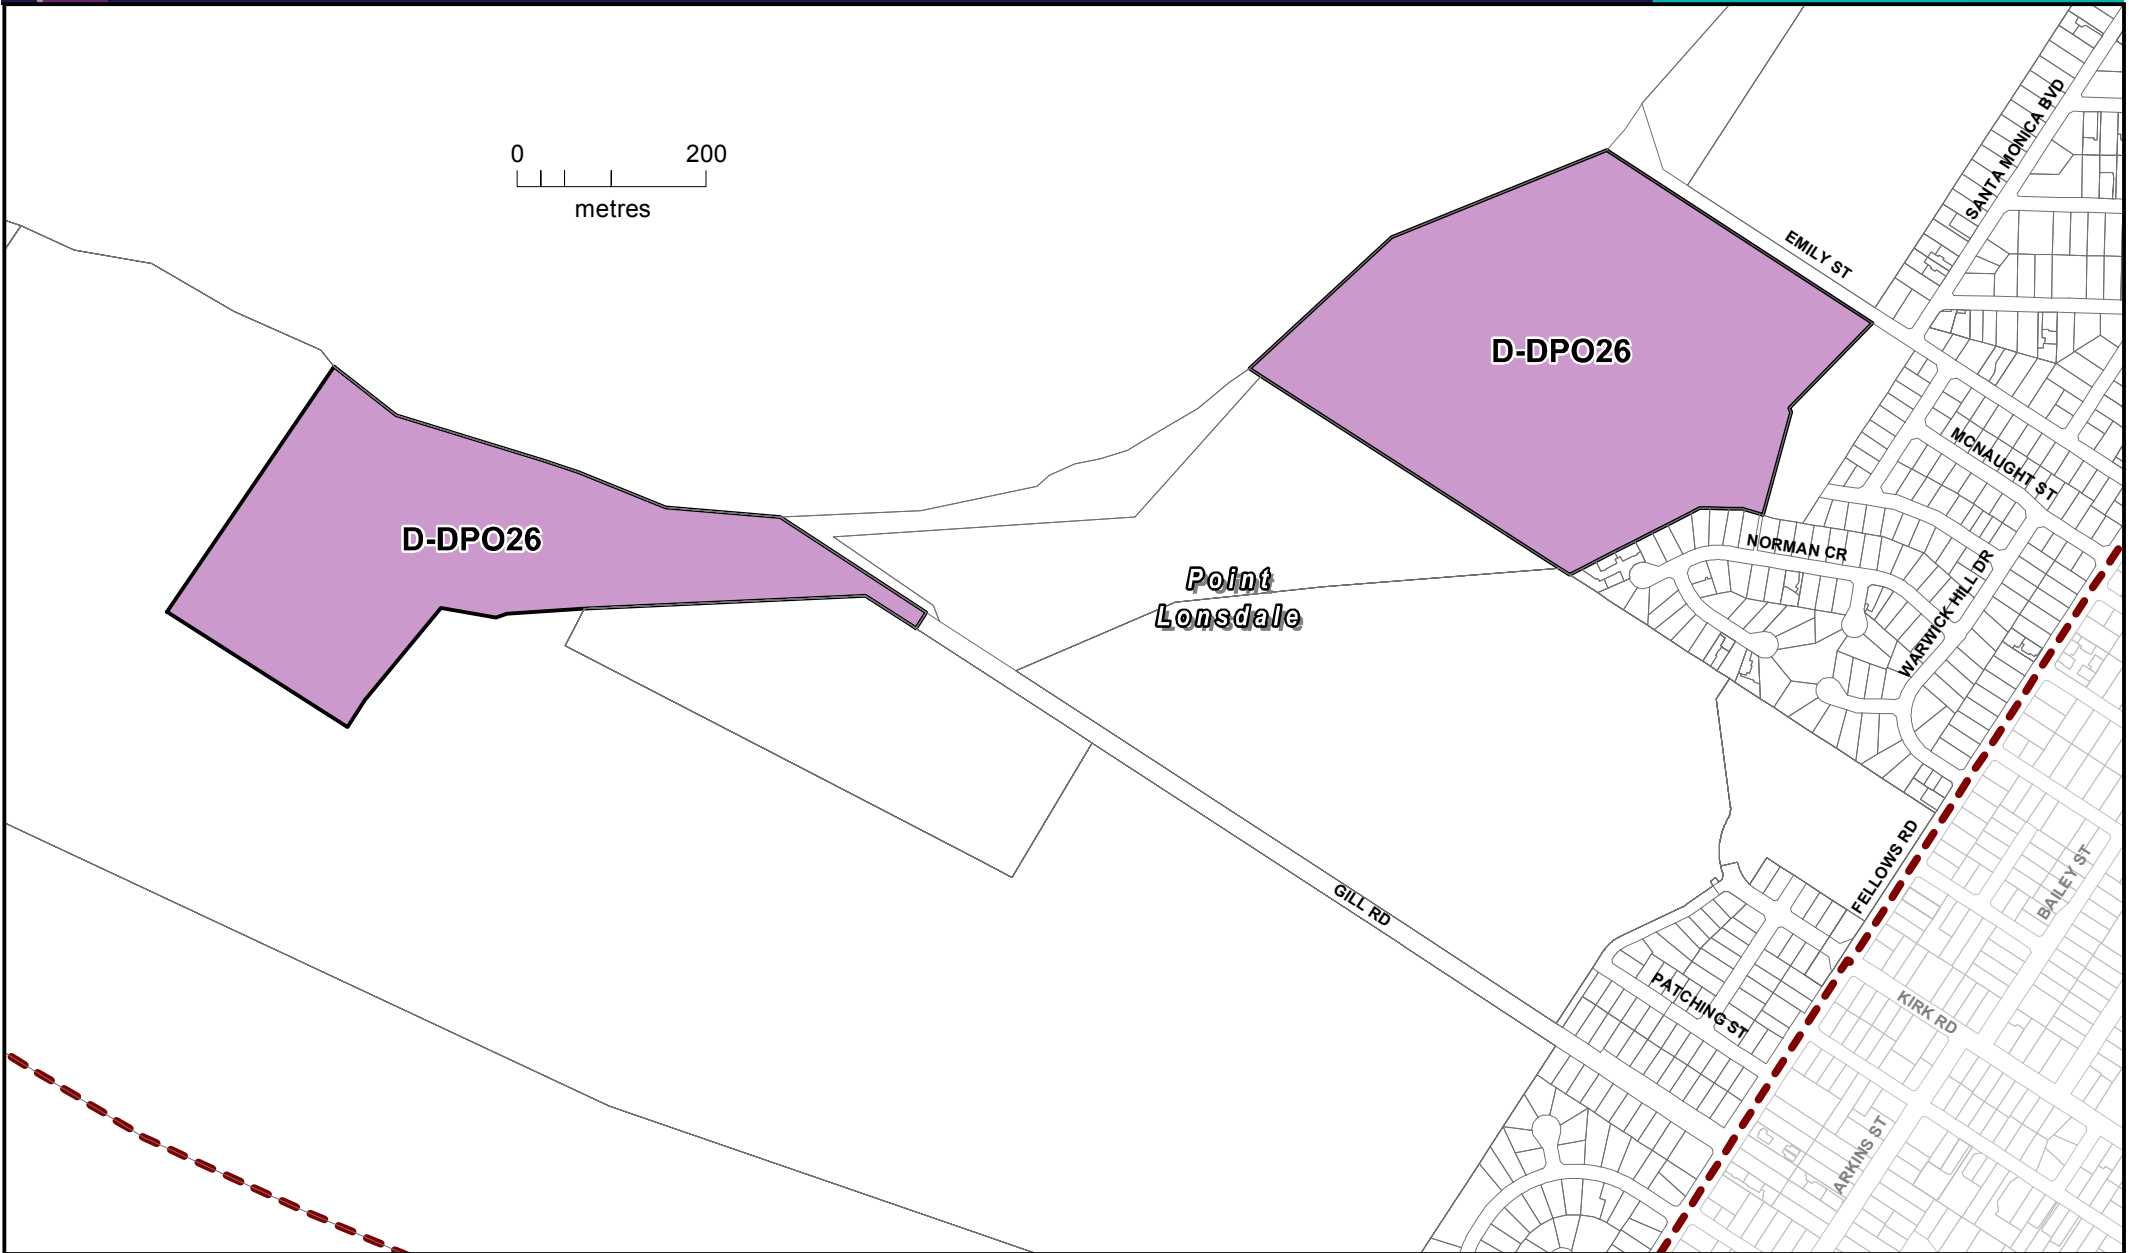 SANTA MONICA BVD
0 200
metres
EMILY ST
D-DPO26
MCNAUGHT ST
D-DPO26
NORMAN CR
Point
Lonsdale
WARWICK HILL DR
FELLOWS RD
BAILEY ST
GILL RD
PATCHING ST
KIRK RD
ARKINS ST